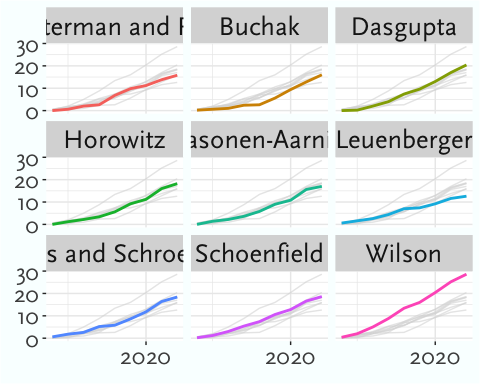 terman and F
Buchak
Dasgupta
30
20
10
0
Horowitz
asonen-Aarni
Leuenberger
30
20
10
0
s and Schroe
Schoenfield
Wilson
30
20
10
0
2020
2020
2020